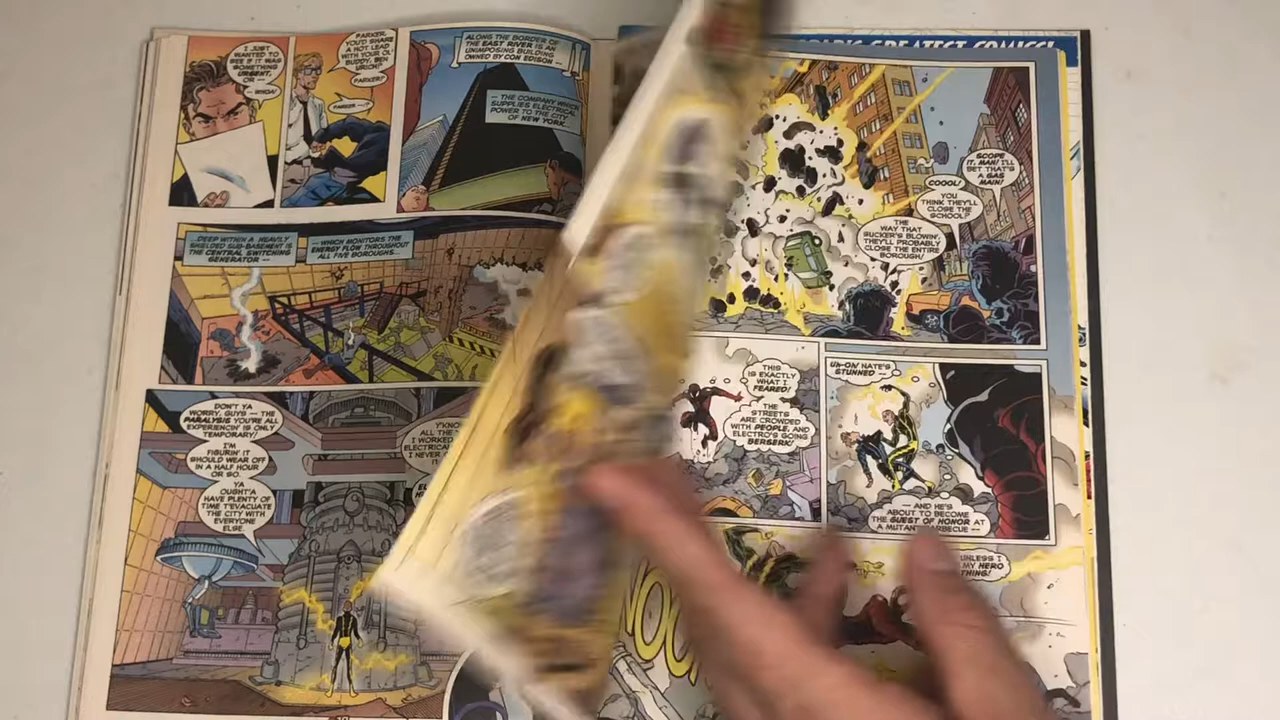 I JUST
WANTED TO
SEE IF IT WAS
SOMETHING
URGENT,
OR —
— WHOA!
PARKER,
YOU'D SHARE
A HOT LEAD
WITH YOUR OL'
BUDDY, BEN
URICH?
PARKER?
PARKER —?
ALONG THE BORDER OF
THE EAST RIVER IS AN
UNIMPOSING BUILDING
OWNED BY CON EDISON —
— THE COMPANY WHICH
SUPPLIES ELECTRICAL
POWER TO THE CITY
OF NEW YORK.
...DEEP WITHIN A HEAVILY
SHIELDED SUB-BASEMENT IS
THE CENTRAL SWITCHING
GENERATOR —
— WHICH MONITORS THE
ENERGY FLOW THROUGHOUT
ALL FIVE BOROUGHS...
DON'T YA
WORRY, GUYS — THE
PARALYSIS YOU'RE ALL
EXPERIENCIN' IS ONLY
TEMPORARY!
I'M
FIGURIN' IT
SHOULD WEAR OFF
IN A HALF HOUR
OR SO.
YA
OUGHT'A
HAVE PLENTY OF
TIME T'EVACUATE
THE CITY WITH
EVERYONE
ELSE.
Y'KNO
ALL THE
I WORKED
ELECTRICAL
I NEVER
GREATEST COMICS!
SCOPE
IT, MAN! I'LL
BET THAT'S
A GAS
MAIN!
COOOL!
YOU
THINK THEY'LL
CLOSE THE
SCHOOL?
THE
WAY THAT
SUCKER'S BLOWIN',
THEY'LL PROBABLY
CLOSE THE ENTIRE
BOROUGH!
THIS
IS EXACTLY
WHAT I
FEARED!
THE
STREETS
ARE CROWDED
WITH PEOPLE, AND
ELECTRO'S GOING
BERSERK!
UH-OH! NATE'S
STUNNED —
— AND HE'S
ABOUT TO BECOME
THE GUEST OF HONOR AT
A MUTANT BARBECUE —
UNLESS I
MY HERO
THING!